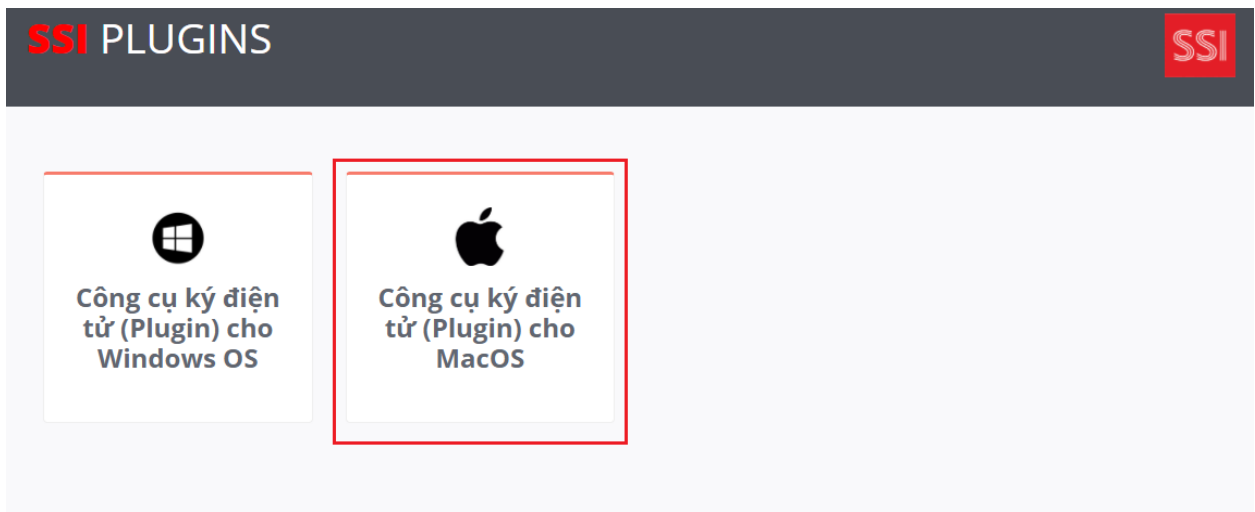 SSI PLUGINS
SSI
Công cụ ký điện
tử (Plugin) cho
Windows OS
Công cụ ký điện
tử (Plugin) cho
MacOS